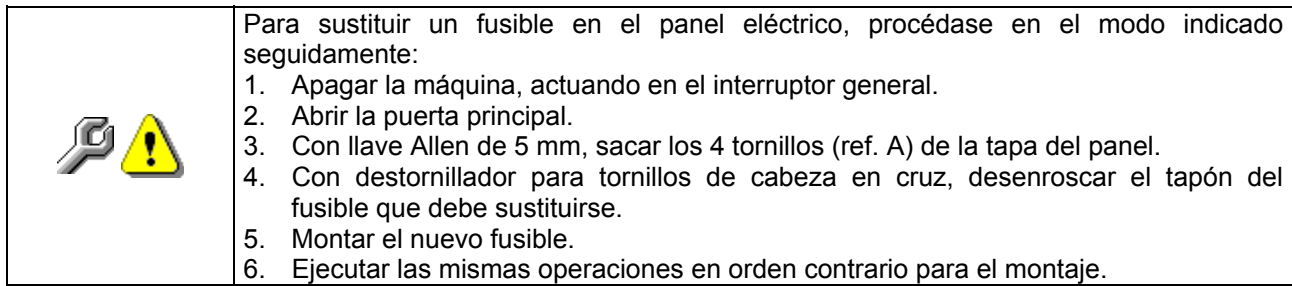 Para sustituir un fusible en el panel eléctrico, procédase en el modo indicado
seguidamente:
1. Apagar la máquina, actuando en el interruptor general.
2. Abrir la puerta principal.
3. Con llave Allen de 5 mm, sacar los 4 tornillos (ref. A) de la tapa del panel.
4. Con destornillador para tornillos de cabeza en cruz, desenroscar el tapón del
fusible que debe sustituirse.
5. Montar el nuevo fusible.
6. Ejecutar las mismas operaciones en orden contrario para el montaje.